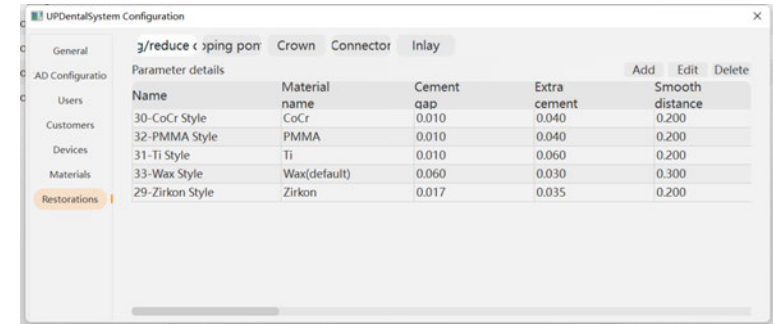 UPDentalSystem Configuration
General
AD Configuratio
Users
Customers
Devices
Materials
Restorations
g/reduce c oping pon Crown Connector Inlay
Parameter details Add Edit Delete
Name Material name Cement gap Extra cement Smooth distance
30-CoCr Style CoCr 0.010 0.040 0.200
32-PMMA Style PMMA 0.010 0.040 0.200
31-Ti Style Ti 0.010 0.060 0.200
33-Wax Style Wax(default) 0.060 0.030 0.300
29-Zirkon Style Zirkon 0.017 0.035 0.200